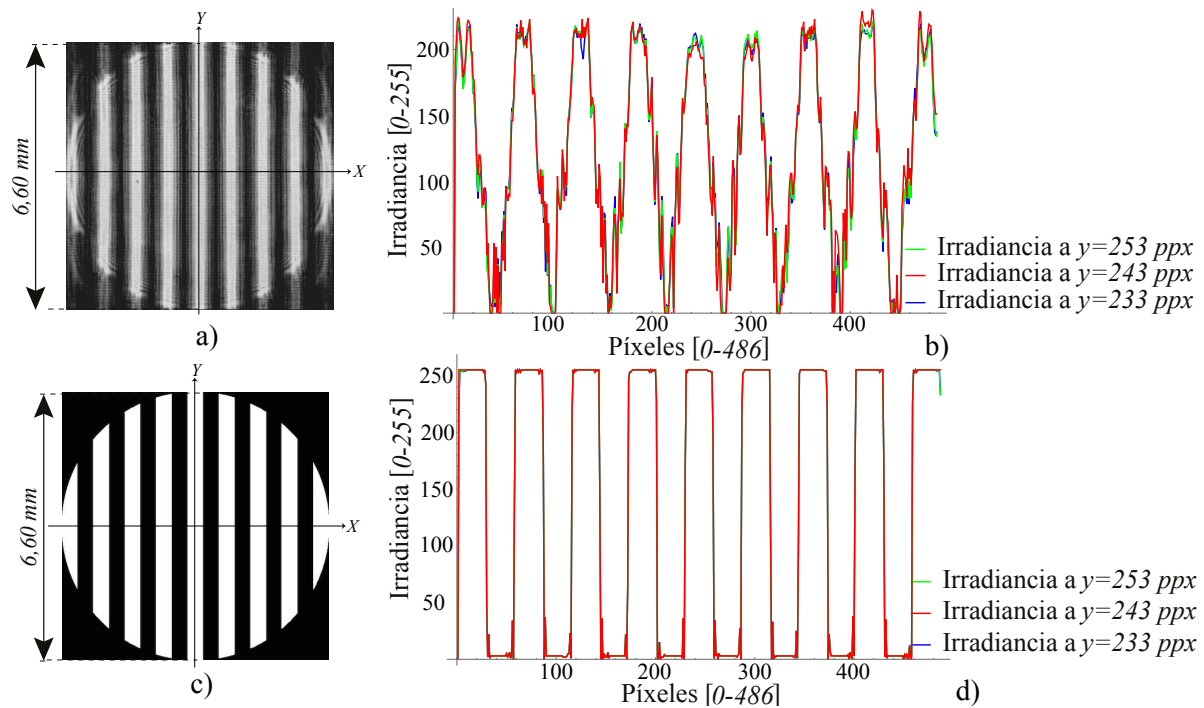 Y
X
6,60 mm
a)
Irradiancia [0-255]
200
150
100
50
100
200
300
400
Píxeles [0-486]
Irradiancia a y=253 ppx
Irradiancia a y=243 ppx
Irradiancia a y=233 ppx
b)
Y
X
6,60 mm
c)
Irradiancia [0-255]
250
200
150
100
50
100
200
300
400
Píxeles [0-486]
Irradiancia a y=253 ppx
Irradiancia a y=243 ppx
Irradiancia a y=233 ppx
d)